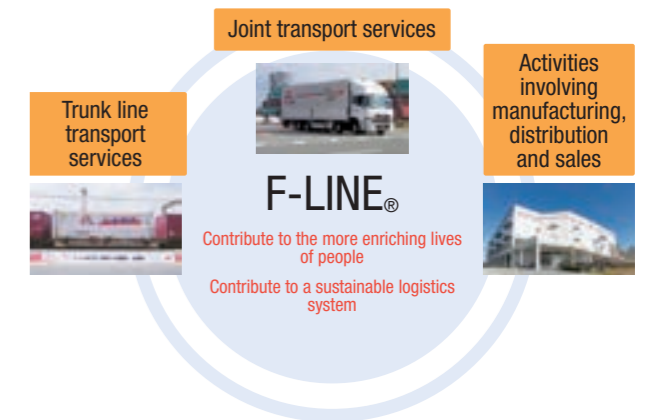 Joint transport services
Trunk line
transport
services
Activities
involving
manufacturing,
distribution
and sales
F-LINE®
Contribute to the more enriching lives
of people
Contribute to a sustainable logistics
system